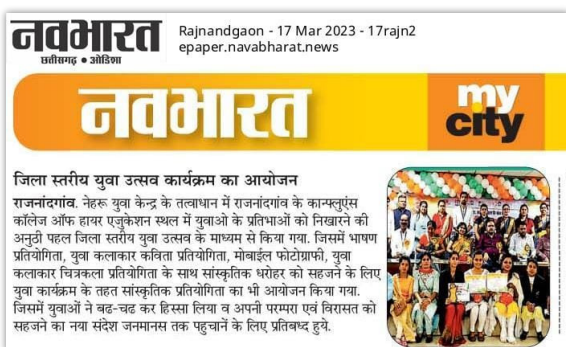 नवभारत
छत्तीसगढ़ • ओडिशा
Rajnandgaon - 17 Mar 2023 - 17rajn2
epaper.navabharat.news
नवभारत
my
city
जिला स्तरीय युवा उत्सव कार्यक्रम का आयोजन
राजनांदगांव. नेहरू युवा केन्द्र के तत्वाधान में राजनांदगांव के कान्फ्लुएंस
कॉलेज ऑफ हायर एजुकेशन स्थल में युवाओ के प्रतिभाओं को निखारने की
अनुठी पहल जिला स्तरीय युवा उत्सव के माध्यम से किया गया. जिसमें भाषण
प्रतियोगिता, युवा कलाकार कविता प्रतियोगिता, मोबाईल फोटोग्राफी, युवा
कलाकार चित्रकला प्रतियोगिता के साथ सांस्कृतिक धरोहर को सहजने के लिए
युवा कार्यक्रम के तहत सांस्कृतिक प्रतियोगिता का भी आयोजन किया गया.
जिसमें युवाओं ने बढ-चढ कर हिस्सा लिया व अपनी परम्परा एवं विरासत को
सहजने का नया संदेश जनमानस तक पहुचाने के लिए प्रतिबध्द हुये.